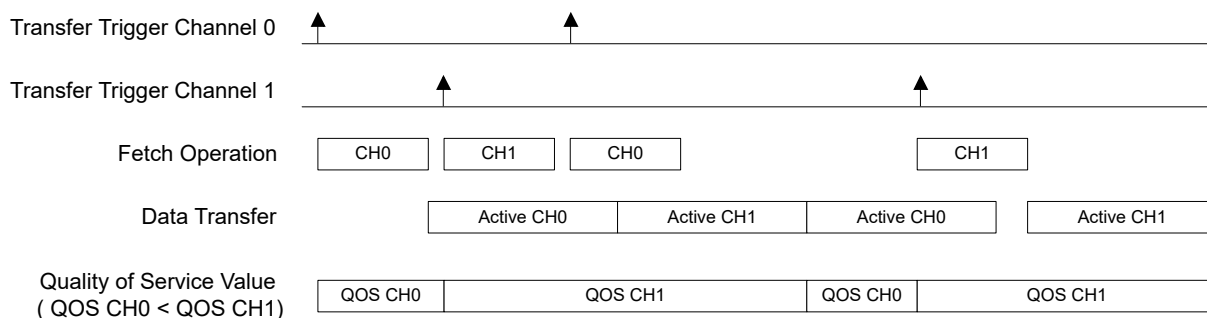 Transfer Trigger Channel 0
Transfer Trigger Channel 1
Fetch Operation
CH0
CH1
CH0
CH1
Data Transfer
Active CH0
Active CH1
Active CH0
Active CH1
Quality of Service Value
( QOS CH0 < QOS CH1)
QOS CH0
QOS CH1
QOS CH0
QOS CH1